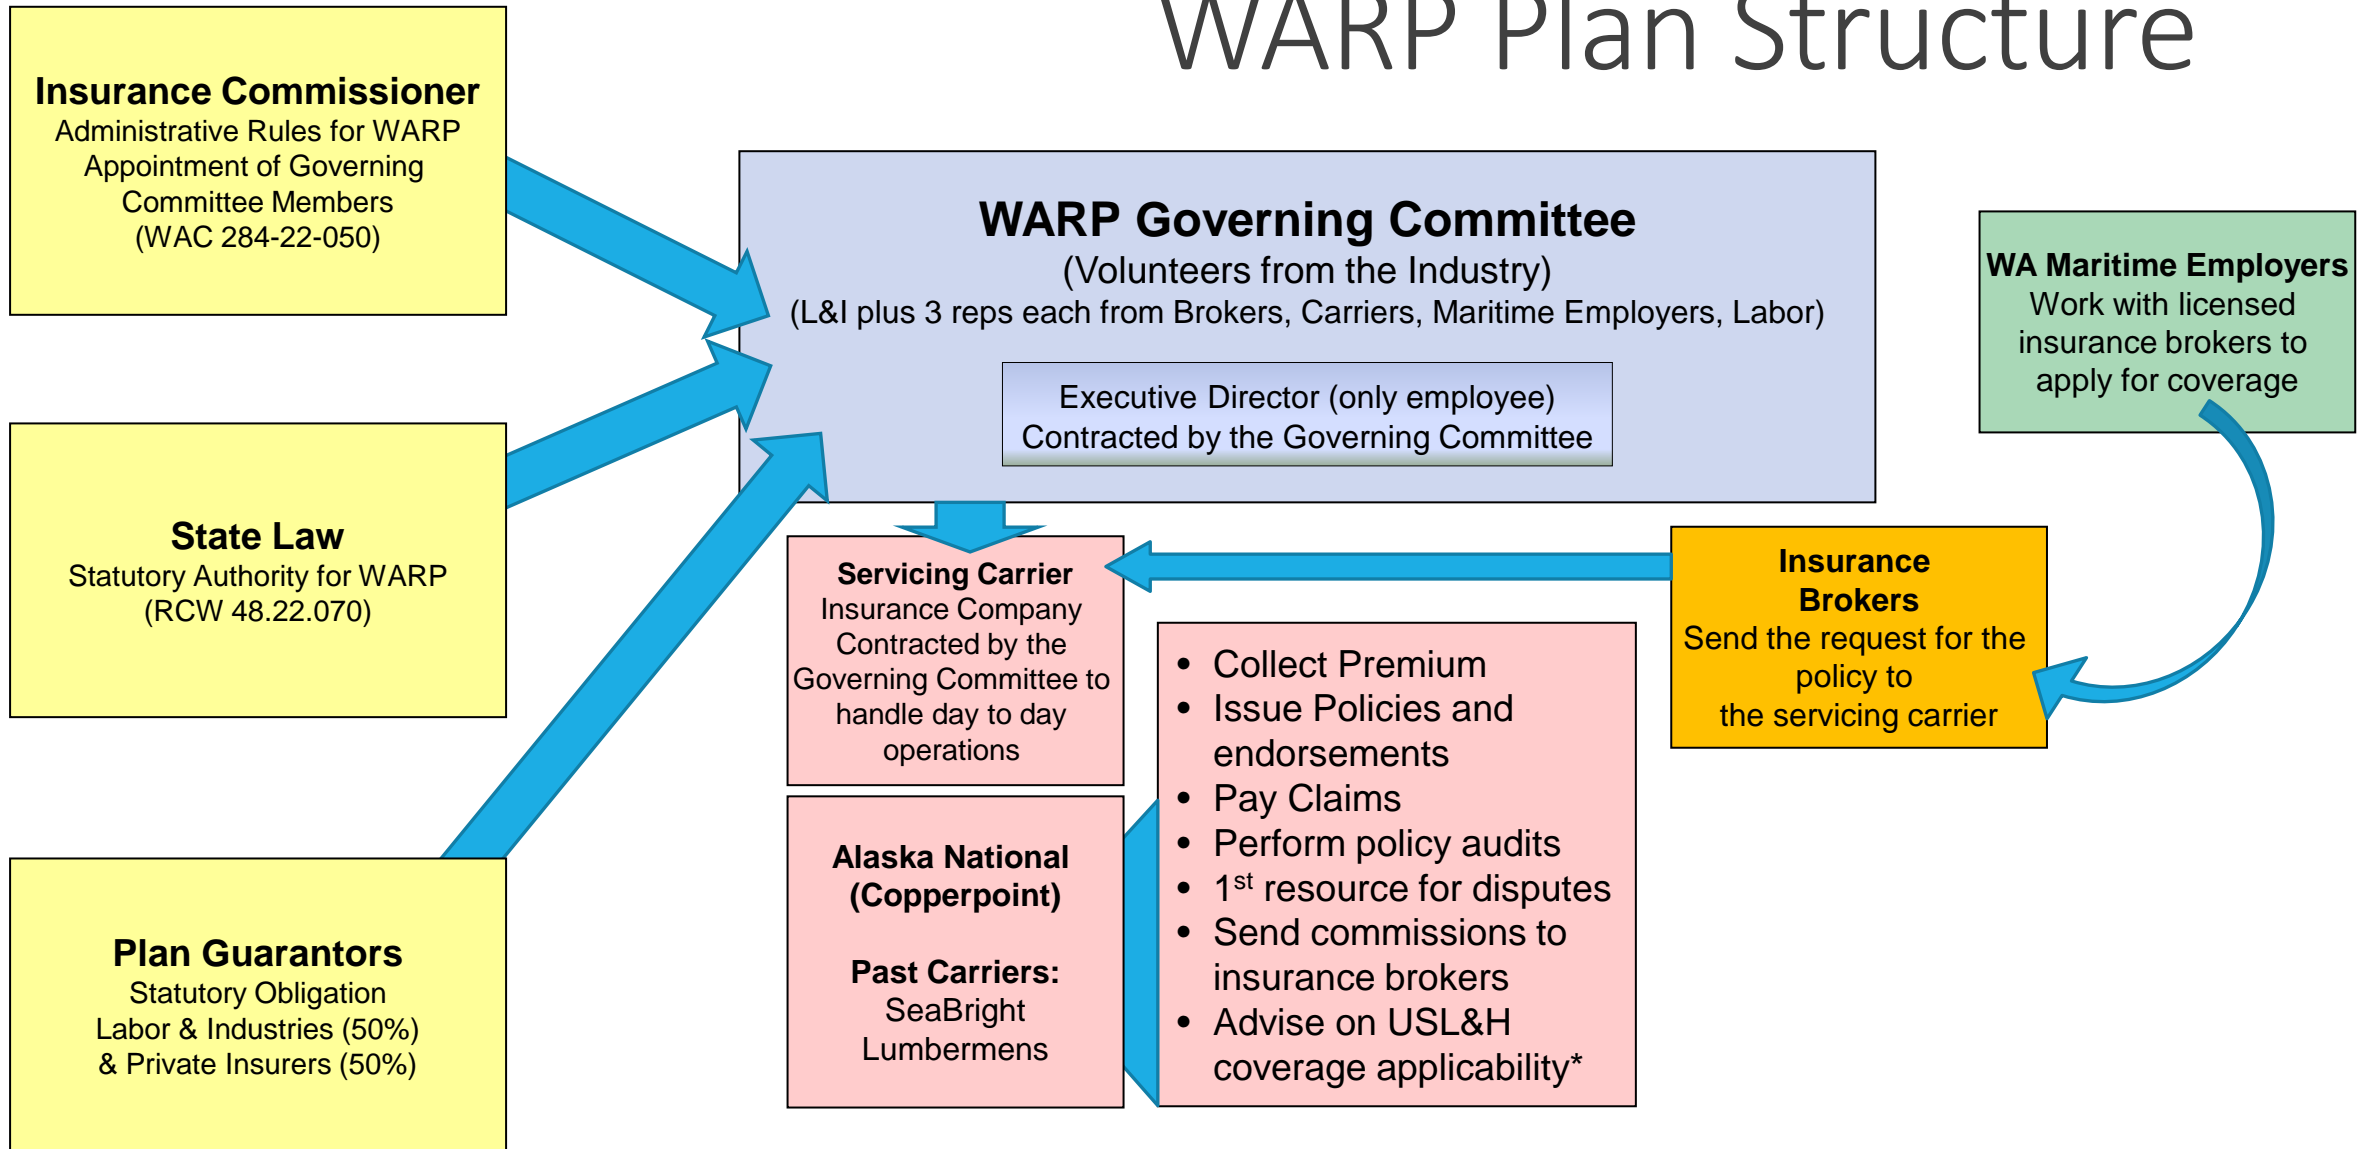 WARP Plan Structure
Insurance Commissioner
Administrative Rules for WARP
Appointment of Governing
Committee Members
(WAC 284-22-050)
State Law
Statutory Authority for WARP
(RCW 48.22.070)
Plan Guarantors
Statutory Obligation
Labor & Industries (50%)
& Private Insurers (50%)
WARP Governing Committee
(Volunteers from the Industry)
(L&I plus 3 reps each from Brokers, Carriers, Maritime Employers, Labor)
Executive Director (only employee)
Contracted by the Governing Committee
Servicing Carrier
Insurance Company
Contracted by the
Governing Committee to
handle day to day
operations
Alaska National
(Copperpoint)
Past Carriers:
SeaBright
Lumbermens
• Collect Premium
• Issue Policies and
endorsements
• Pay Claims
• Perform policy audits
• 1st resource for disputes
• Send commissions to
insurance brokers
• Advise on USL&H
coverage applicability*
Insurance
Brokers
Send the request for the
policy to
the servicing carrier
WA Maritime Employers
Work with licensed
insurance brokers to
apply for coverage